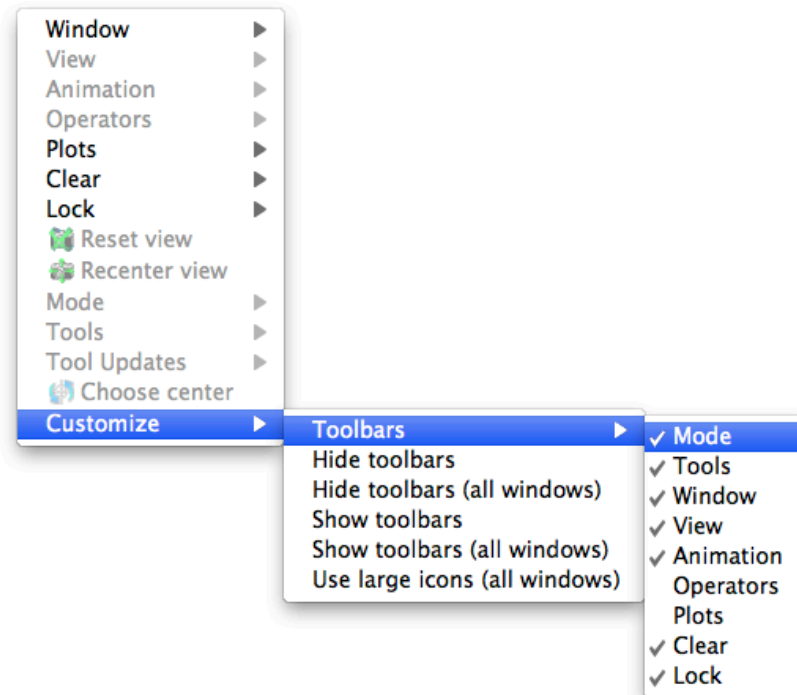 Window
View
Animation
Operators
Plots
Clear
Lock
Reset view
Recenter view
Mode
Tools
Tool Updates
Choose center
Customize
Toolbars
Hide toolbars
Hide toolbars (all windows)
Show toolbars
Show toolbars (all windows)
Use large icons (all windows)
Mode
Tools
Window
View
Animation
Operators
Plots
Clear
Lock